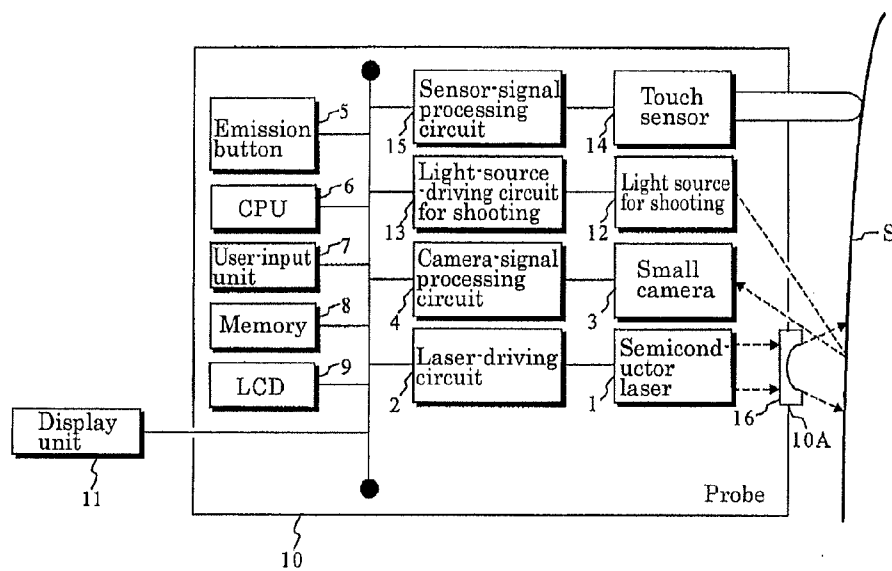 S
Emission
button
5
CPU
6
User-input
unit
7
Memory
8
LCD
9
Sensor-signal
processing
circuit
15
Touch
sensor
14
Light-source
-driving circuit
for shooting
13
Light source
for shooting
12
Camera-signal
processing
circuit
4
Small
camera
3
Laser-driving
circuit
2
Semicond-
uctor
laser
1
16
10A
Display
unit
11
Probe
10